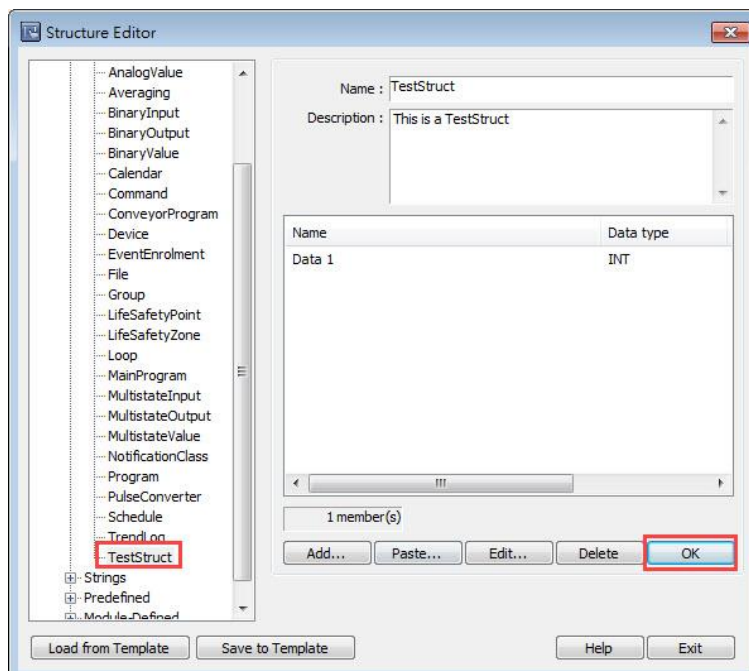 Structure Editor
AnalogValue
Averaging
BinaryInput
BinaryOutput
BinaryValue
Calendar
Command
ConveyorProgram
Device
EventEnrolment
File
Group
LifeSafetyPoint
LifeSafetyZone
Loop
MainProgram
MultistateInput
MultistateOutput
MultistateValue
NotificationClass
Program
PulseConverter
Schedule
TrendLog
TestStruct
Strings
Predefined
Module-Defined
Name : TestStruct
Description : This is a TestStruct
Name Data type
Data 1 INT
1 member(s)
Add... Paste... Edit... Delete OK
Load from Template Save to Template Help Exit